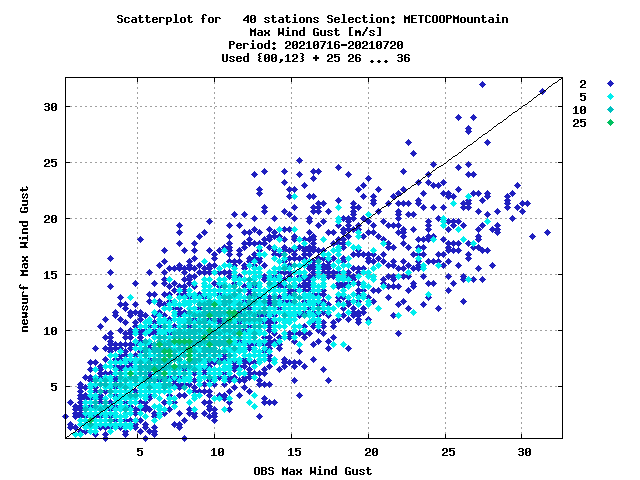 Scatterplot for   40 stations Selection: METCOOPMountain
Max Wind Gust [m/s]
Period: 20210716-20210720
Used {00,12} + 25 26 ... 36
2
5
10
25
newsurf Max Wind Gust
30
25
20
15
10
5
5 10 15 20 25 30
OBS Max Wind Gust